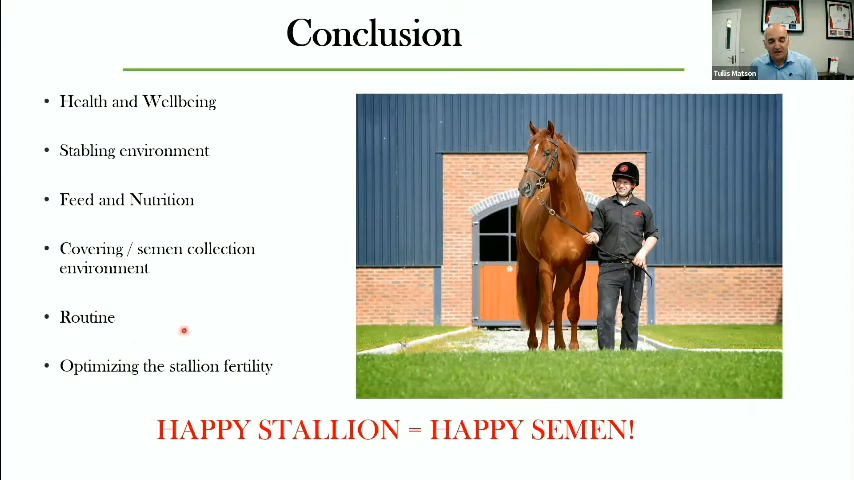 Conclusion
Tullis Matson
• Health and Wellbeing
• Stabling environment
• Feed and Nutrition
• Covering / semen collection
environment
• Routine
• Optimizing the stallion fertility
HAPPY STALLION = HAPPY SEMEN!